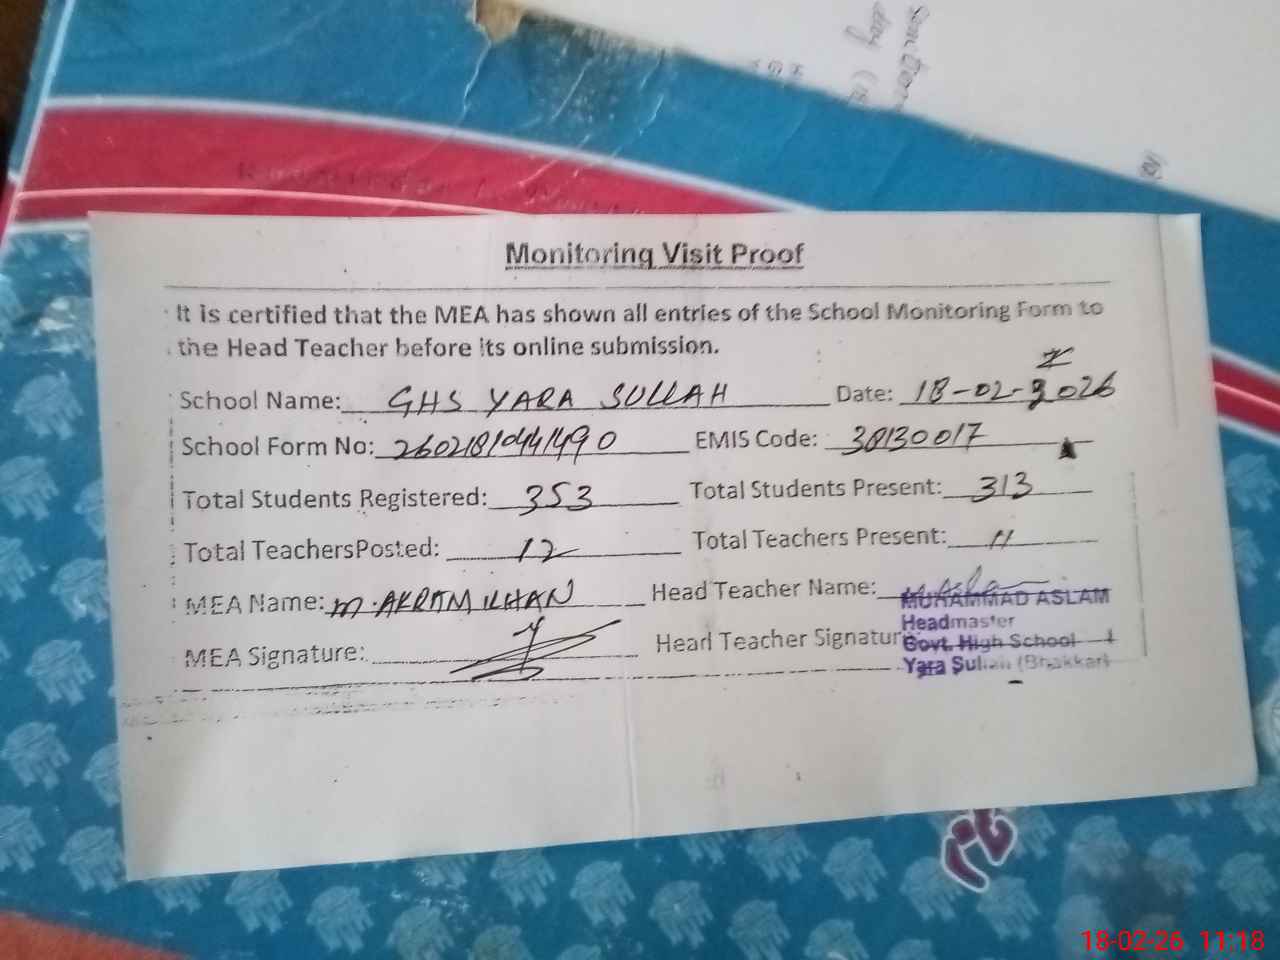 Monitoring Visit Proof
It is certified that the MEA has shown all entries of the School Monitoring Form to
the Head Teacher before its online submission.
School Name: GHS YARA SULLAH Date: 18-02-2026
School Form No: EMIS Code: 38130017
Total Students Registered: 353 Total Students Present: 313
Total TeachersPosted: 12 Total Teachers Present: 11
MEA Name: M. AKRAM KHAN Head Teacher Name:
MUHAMMAD ASLAM
Headmaster
MEA Signature: Head Teacher Signature
Govt. High School
Yara Sullah (Bhakkar)
18-02-26 11:18